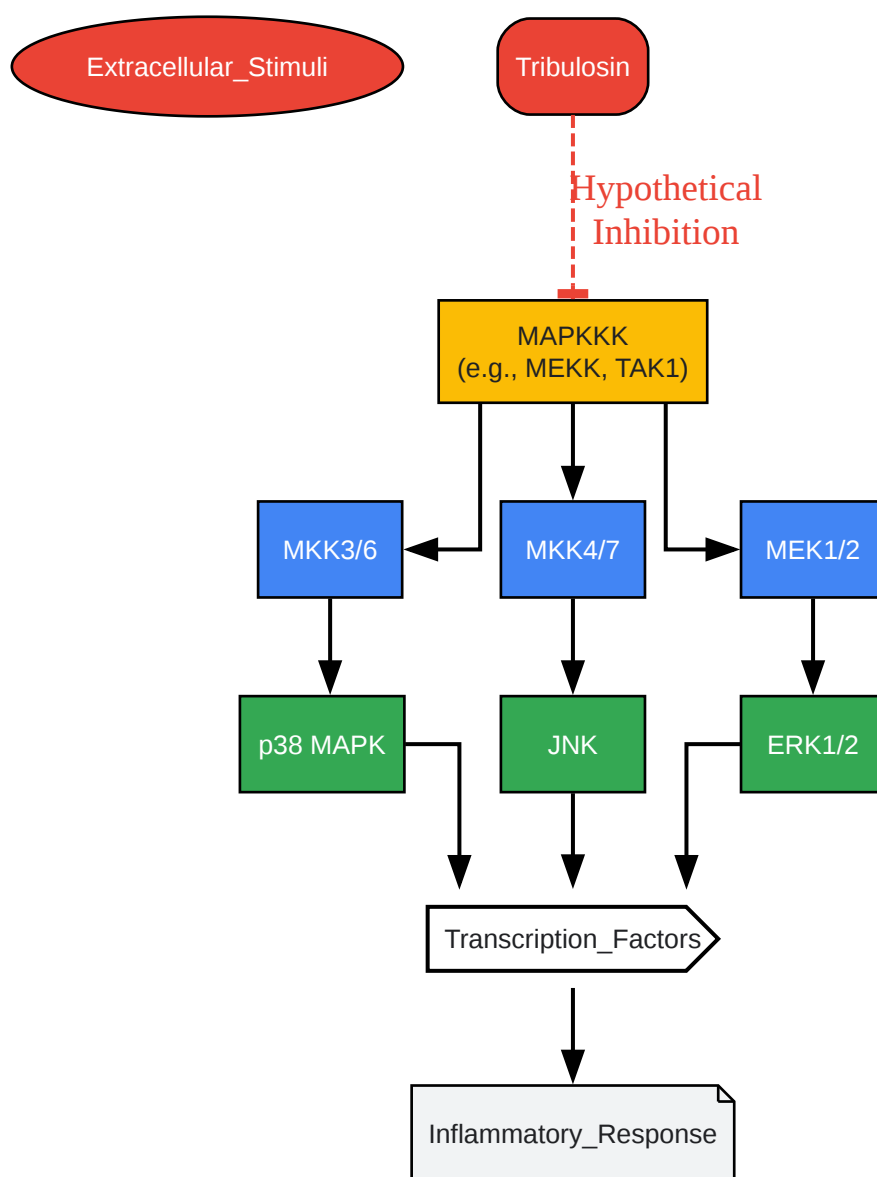 Extracellular_Stimuli
Tribulosin
Hypothetical
Inhibition
MAPKKK
(e.g., MEKK, TAK1)
MKK3/6
MKK4/7
MEK1/2
p38 MAPK
JNK
ERK1/2
Transcription_Factors
Inflammatory_Response